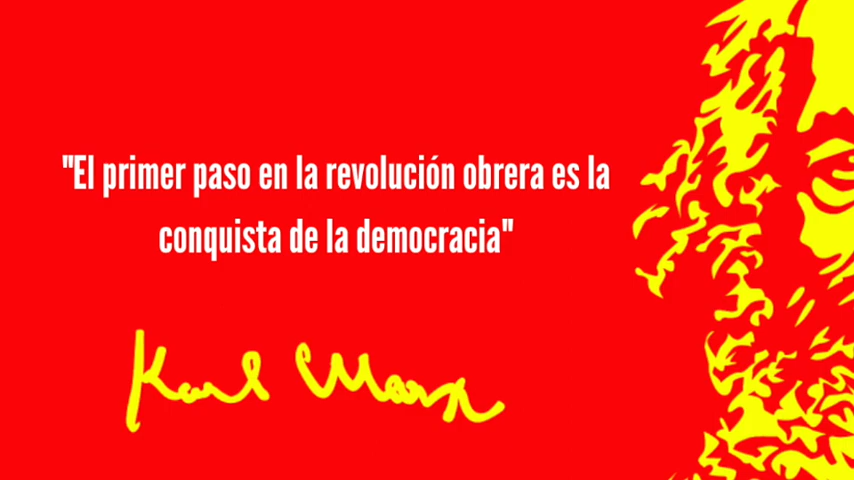 "El primer paso en la revolución obrera es la
conquista de la democracia"
Karl Marx